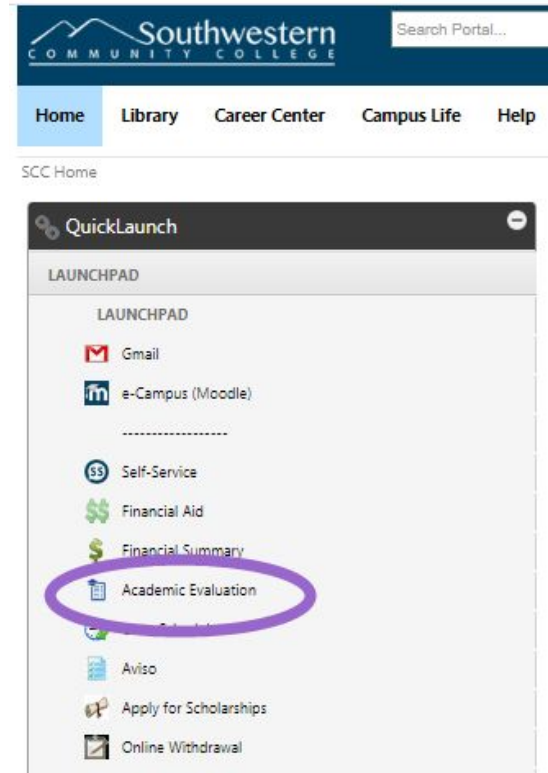 Southwestern
COMMUNITY COLLEGE
Search Portal...
Home Library Career Center Campus Life Help
SCC Home
QuickLaunch
LAUNCHPAD
LAUNCHPAD
Gmail
e-Campus (Moodle)
------------------
SS Self-Service
$$ Financial Aid
$ Financial Summary
Academic Evaluation
Aviso
Apply for Scholarships
Online Withdrawal